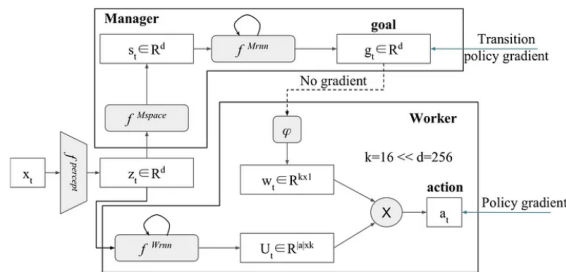 Manager
goal
s_t∈R^d
f^Mrnn
g_t∈R^d
Transition
policy gradient
No gradient
f^Mspace
φ
Worker
k=16 << d=256
x_t
f^percept
z_t∈R^d
w_t∈R^kx1
action
X
a_t
Policy gradient
f^Wrnn
U_t∈R^|a|xk